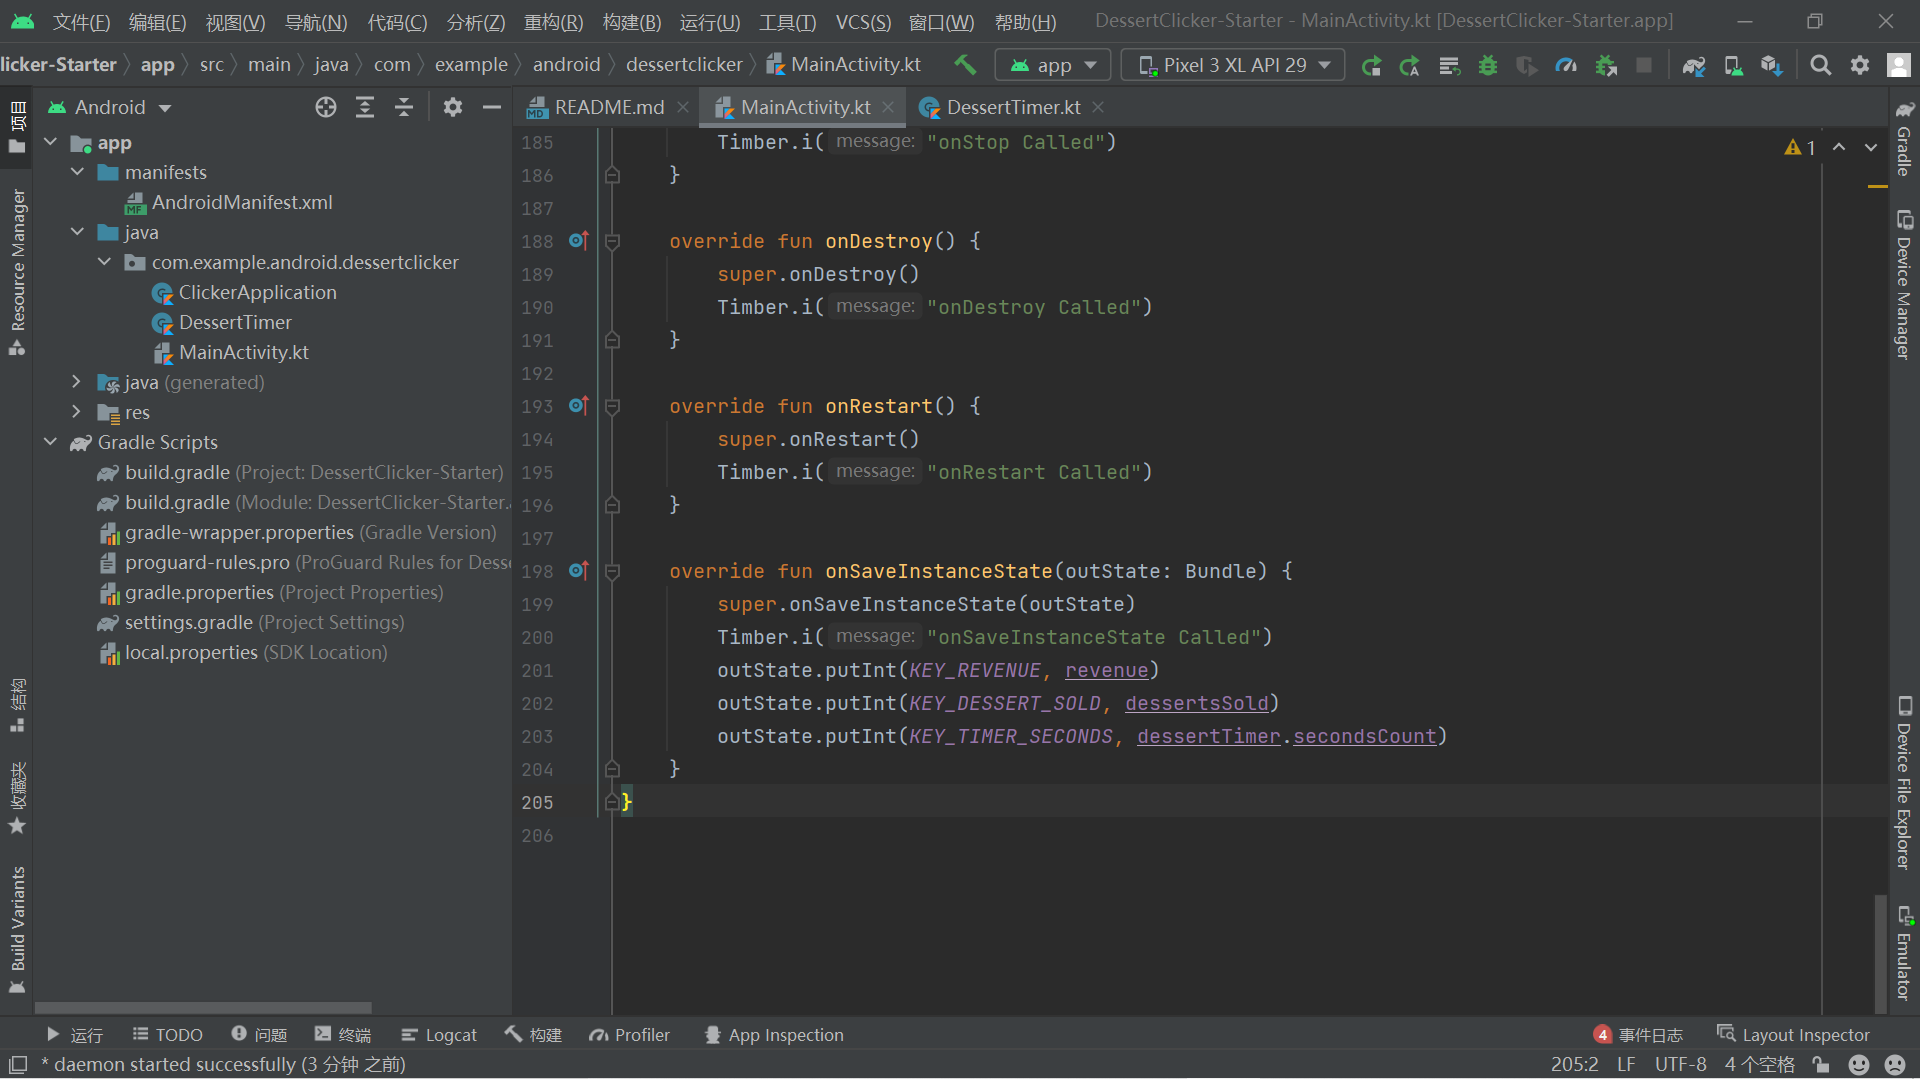 文件(F) 编辑(E) 视图(V) 导航(N) 代码(C) 分析(Z) 重构(R) 构建(B) 运行(U) 工具(T) VCS(S) 窗口(W) 帮助(H) DessertClicker-Starter - MainActivity.kt [DessertClicker-Starter.app]
licker-Starter app src main java com example android dessertclicker MainActivity.kt app Pixel 3 XL API 29
Android
README.md MainActivity.kt DessertTimer.kt
app
manifests
AndroidManifest.xml
java
com.example.android.dessertclicker
ClickerApplication
DessertTimer
MainActivity.kt
java (generated)
res
Gradle Scripts
build.gradle (Project: DessertClicker-Starter)
build.gradle (Module: DessertClicker-Starter.
gradle-wrapper.properties (Gradle Version)
proguard-rules.pro (ProGuard Rules for Desse
gradle.properties (Project Properties)
settings.gradle (Project Settings)
local.properties (SDK Location)
项目
Resource Manager
结构
收藏夹
Build Variants
185 Timber.i( message: "onStop Called")
186 }
187
188 override fun onDestroy() {
189 super.onDestroy()
190 Timber.i( message: "onDestroy Called")
191 }
192
193 override fun onRestart() {
194 super.onRestart()
195 Timber.i( message: "onRestart Called")
196 }
197
198 override fun onSaveInstanceState(outState: Bundle) {
199 super.onSaveInstanceState(outState)
200 Timber.i( message: "onSaveInstanceState Called")
201 outState.putInt(KEY_REVENUE, revenue)
202 outState.putInt(KEY_DESSERT_SOLD, dessertsSold)
203 outState.putInt(KEY_TIMER_SECONDS, dessertTimer.secondsCount)
204 }
205 }
206
1
Gradle
Device Manager
Device File Explorer
Emulator
运行 TODO 问题 终端 Logcat 构建 Profiler App Inspection 4 事件日志 Layout Inspector
* daemon started successfully (3 分钟 之前) 205:2 LF UTF-8 4 个空格